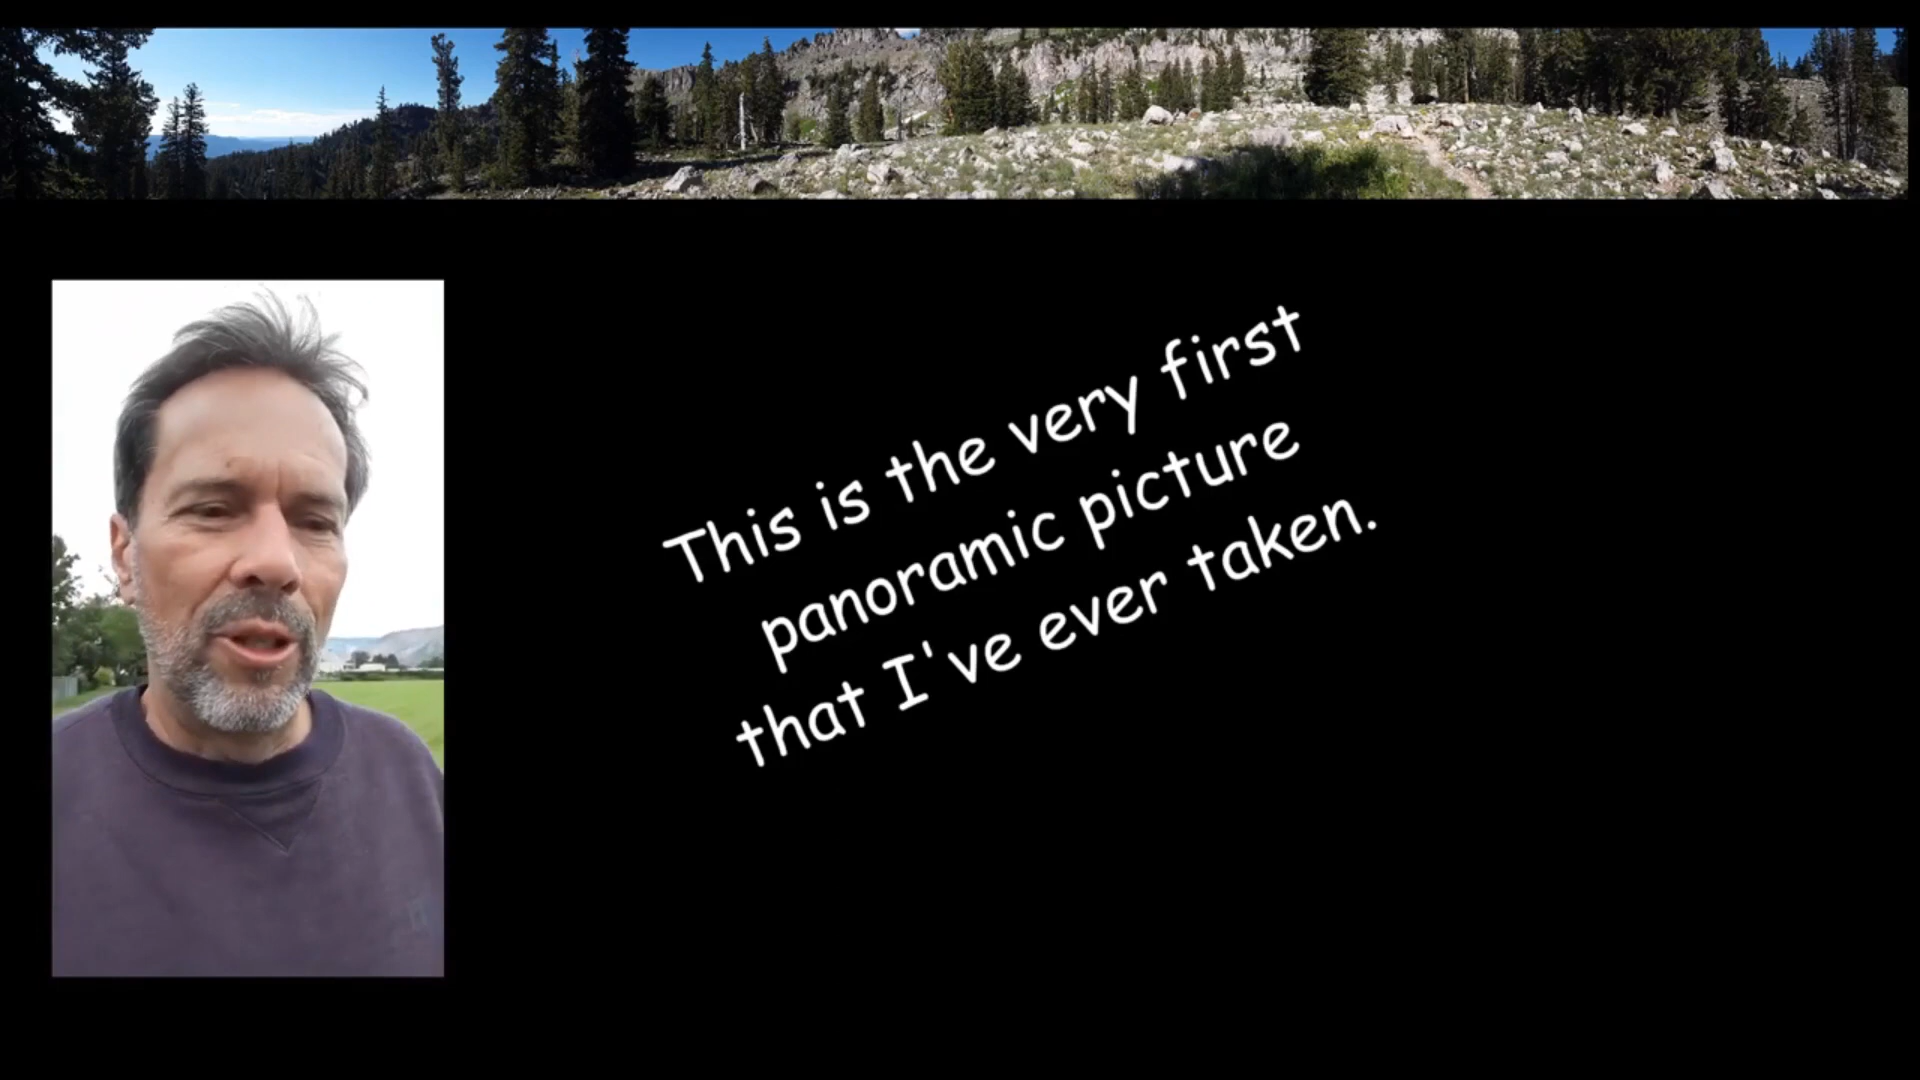 This is the very first
panoramic picture
that I've ever taken.